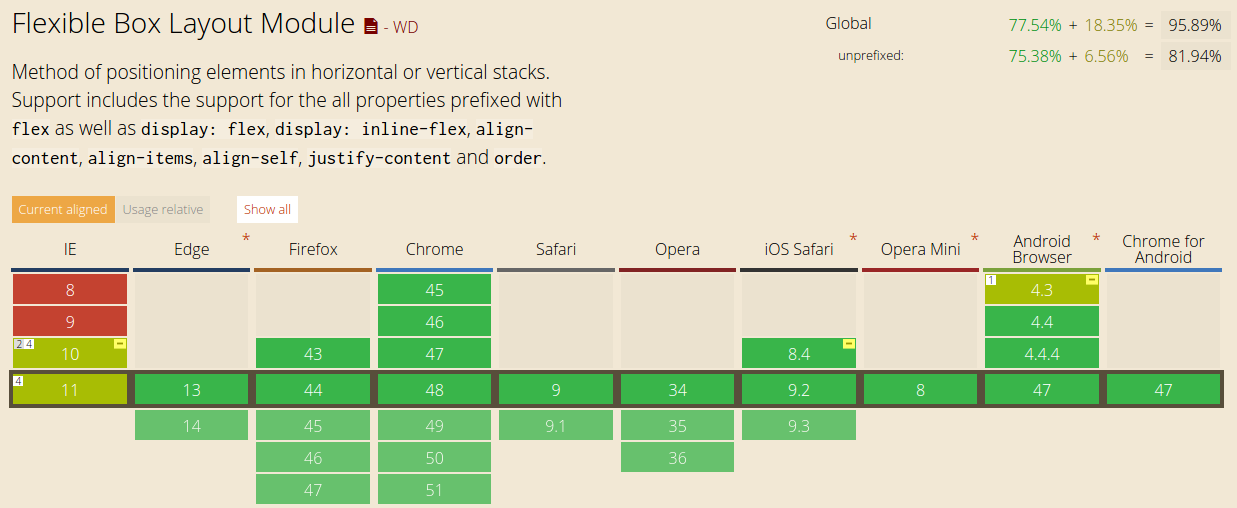 Flexible Box Layout Module - WD
Global 77.54% + 18.35% = 95.89%
unprefixed: 75.38% + 6.56% = 81.94%
Method of positioning elements in horizontal or vertical stacks.
Support includes the support for the all properties prefixed with
flex as well as display: flex, display: inline-flex, align-
content, align-items, align-self, justify-content and order.
Current aligned Usage relative Show all
IE Edge * Firefox Chrome Safari Opera iOS Safari * Opera Mini * Android Browser * Chrome for Android
8 45 1 4.3 -
9 46 4.4
2 4 10 - 43 47 8.4 - 4.4.4
4 11 13 44 48 9 34 9.2 8 47 47
14 45 49 9.1 35 9.3
46 50 36
47 51